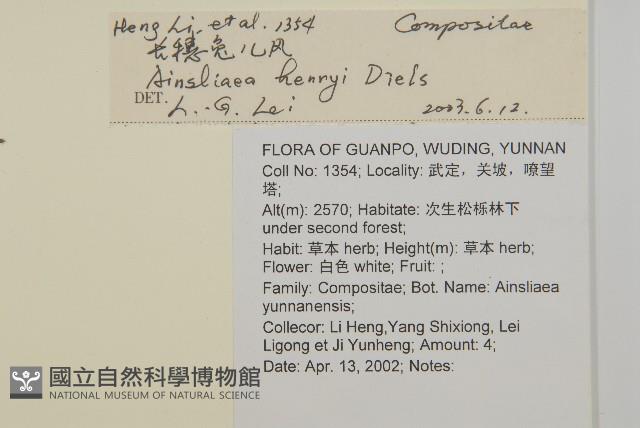 Heng Li, et al. 1354 Compositae
长穗兔儿风
Ainsliaea henryi Diels
DET. L.-G. Lei 2003.6.12.
FLORA OF GUANPO, WUDING, YUNNAN
Coll No: 1354; Locality: 武定，关坡，嘹望
塔;
Alt(m): 2570; Habitate: 次生松栎林下
under second forest;
Habit: 草本 herb; Height(m): 草本 herb;
Flower: 白色 white; Fruit: ;
Family: Compositae; Bot. Name: Ainsliaea
yunnanensis;
Collecor: Li Heng,Yang Shixiong, Lei
Ligong et Ji Yunheng; Amount: 4;
Date: Apr. 13, 2002; Notes:
國立自然科學博物館
NATIONAL MUSEUM OF NATURAL SCIENCE